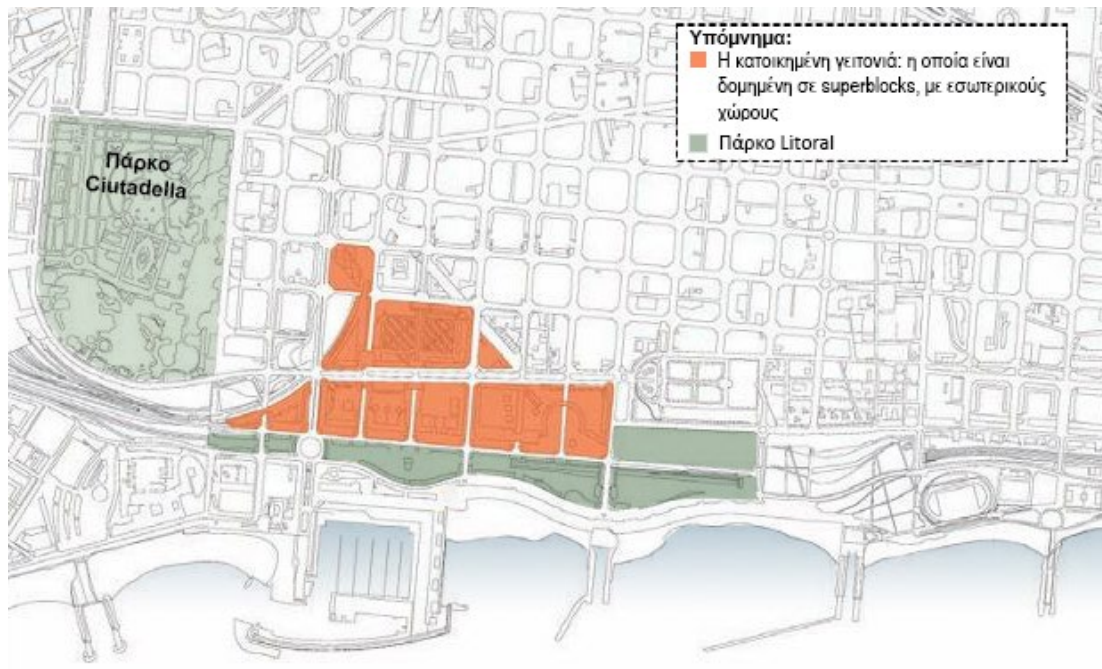 Υπόμνημα:
Η κατοικημένη γειτονιά: η οποία είναι
δομημένη σε superblocks, με εσωτερικούς
χώρους
Πάρκο Litoral
Πάρκο
Ciutadella